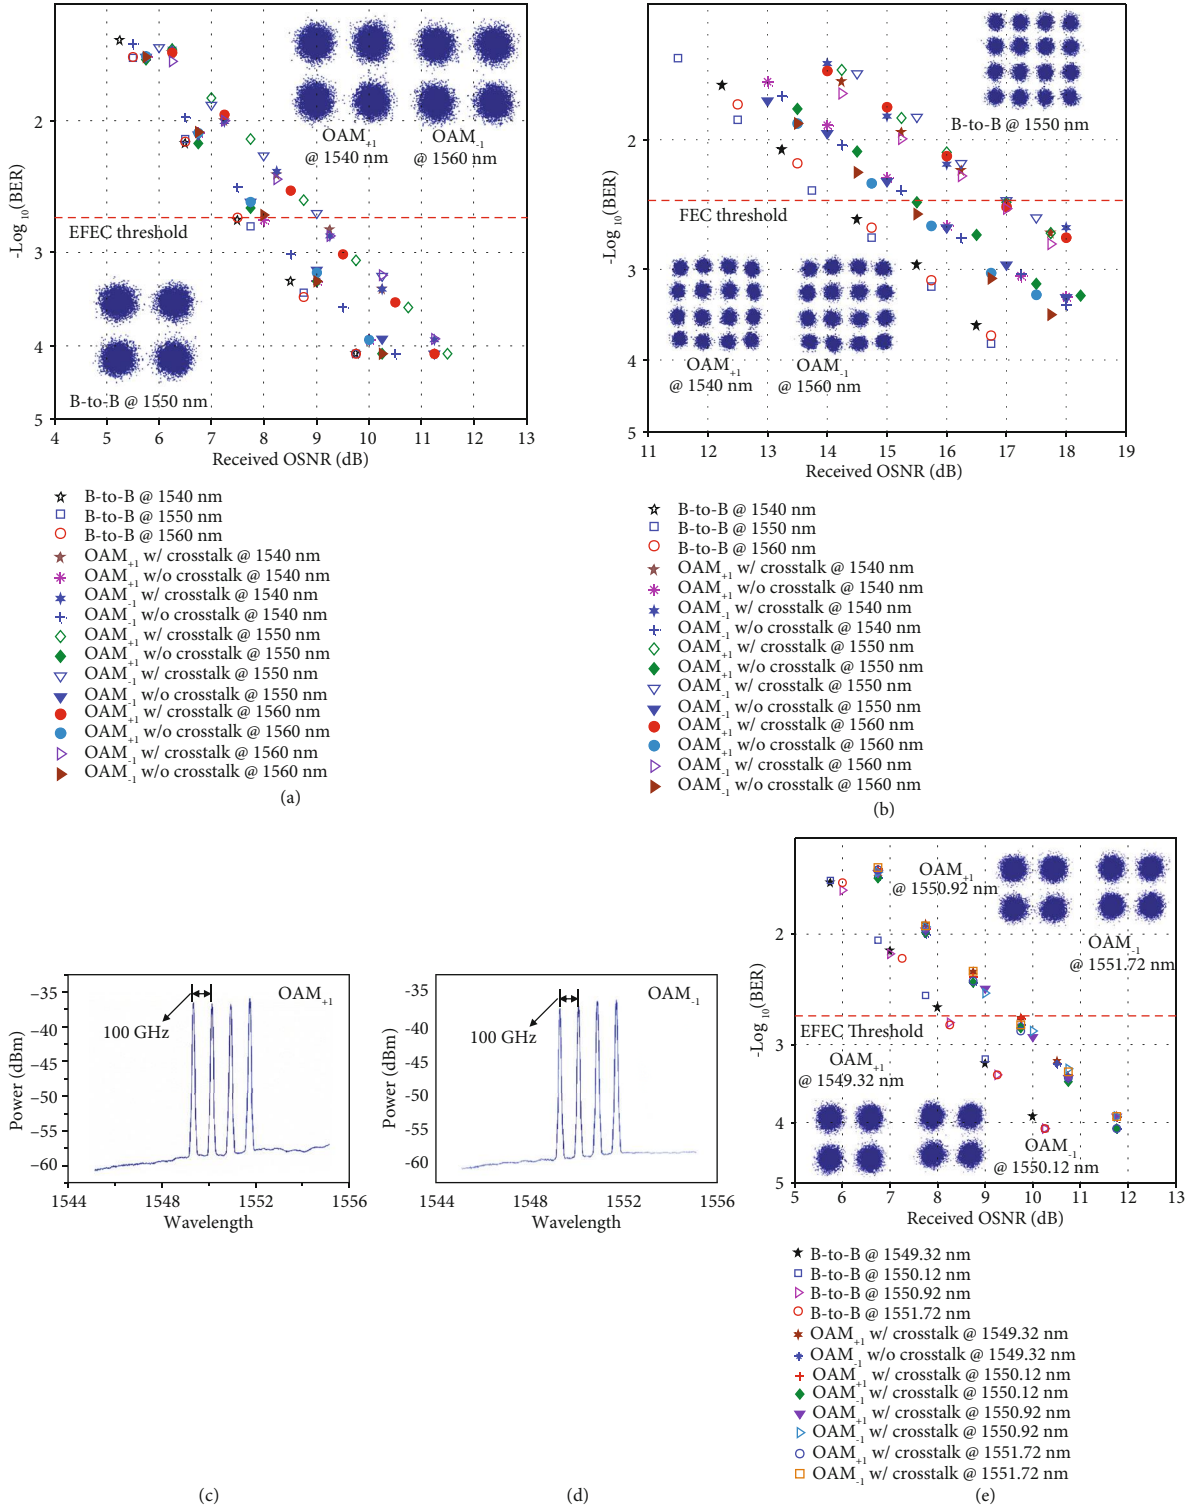 2
3
4
5
-Log10(BER)
4 5 6 7 8 9 10 11 12 13
Received OSNR (dB)
OAM+1
@ 1540 nm
OAM-1
@ 1560 nm
EFEC threshold
B-to-B @ 1550 nm
B-to-B @ 1540 nm
B-to-B @ 1550 nm
B-to-B @ 1560 nm
OAM+1 w/ crosstalk @ 1540 nm
OAM+1 w/o crosstalk @ 1540 nm
OAM-1 w/ crosstalk @ 1540 nm
OAM-1 w/o crosstalk @ 1540 nm
OAM+1 w/ crosstalk @ 1550 nm
OAM+1 w/o crosstalk @ 1550 nm
OAM-1 w/ crosstalk @ 1550 nm
OAM-1 w/o crosstalk @ 1550 nm
OAM+1 w/ crosstalk @ 1560 nm
OAM+1 w/o crosstalk @ 1560 nm
OAM-1 w/ crosstalk @ 1560 nm
OAM-1 w/o crosstalk @ 1560 nm
(a)
2
3
4
5
-Log10(BER)
11 12 13 14 15 16 17 18 19
Received OSNR (dB)
B-to-B @ 1550 nm
FEC threshold
OAM+1
@ 1540 nm
OAM-1
@ 1560 nm
B-to-B @ 1540 nm
B-to-B @ 1550 nm
B-to-B @ 1560 nm
OAM+1 w/ crosstalk @ 1540 nm
OAM+1 w/o crosstalk @ 1540 nm
OAM-1 w/ crosstalk @ 1540 nm
OAM-1 w/o crosstalk @ 1540 nm
OAM+1 w/ crosstalk @ 1550 nm
OAM+1 w/o crosstalk @ 1550 nm
OAM-1 w/ crosstalk @ 1550 nm
OAM-1 w/o crosstalk @ 1550 nm
OAM+1 w/ crosstalk @ 1560 nm
OAM+1 w/o crosstalk @ 1560 nm
OAM-1 w/ crosstalk @ 1560 nm
OAM-1 w/o crosstalk @ 1560 nm
(b)
−35
−40
−45
−50
−55
−60
Power (dBm)
OAM+1
100 GHz
1544 1548 1552 1556
Wavelength
(c)
-35
-40
-45
-50
-55
-60
Power (dBm)
OAM-1
100 GHz
1544 1548 1552 1556
Wavelength
(d)
2
3
4
5
-Log10(BER)
5 6 7 8 9 10 11 12 13
Received OSNR (dB)
OAM+1
@ 1550.92 nm
OAM-1
@ 1551.72 nm
EFEC Threshold
OAM+1
@ 1549.32 nm
OAM-1
@ 1550.12 nm
B-to-B @ 1549.32 nm
B-to-B @ 1550.12 nm
B-to-B @ 1550.92 nm
B-to-B @ 1551.72 nm
OAM+1 w/ crosstalk @ 1549.32 nm
OAM-1 w/o crosstalk @ 1549.32 nm
OAM+1 w/ crosstalk @ 1550.12 nm
OAM-1 w/ crosstalk @ 1550.12 nm
OAM+1 w/ crosstalk @ 1550.92 nm
OAM-1 w/ crosstalk @ 1550.92 nm
OAM+1 w/ crosstalk @ 1551.72 nm
OAM-1 w/ crosstalk @ 1551.72 nm
(e)